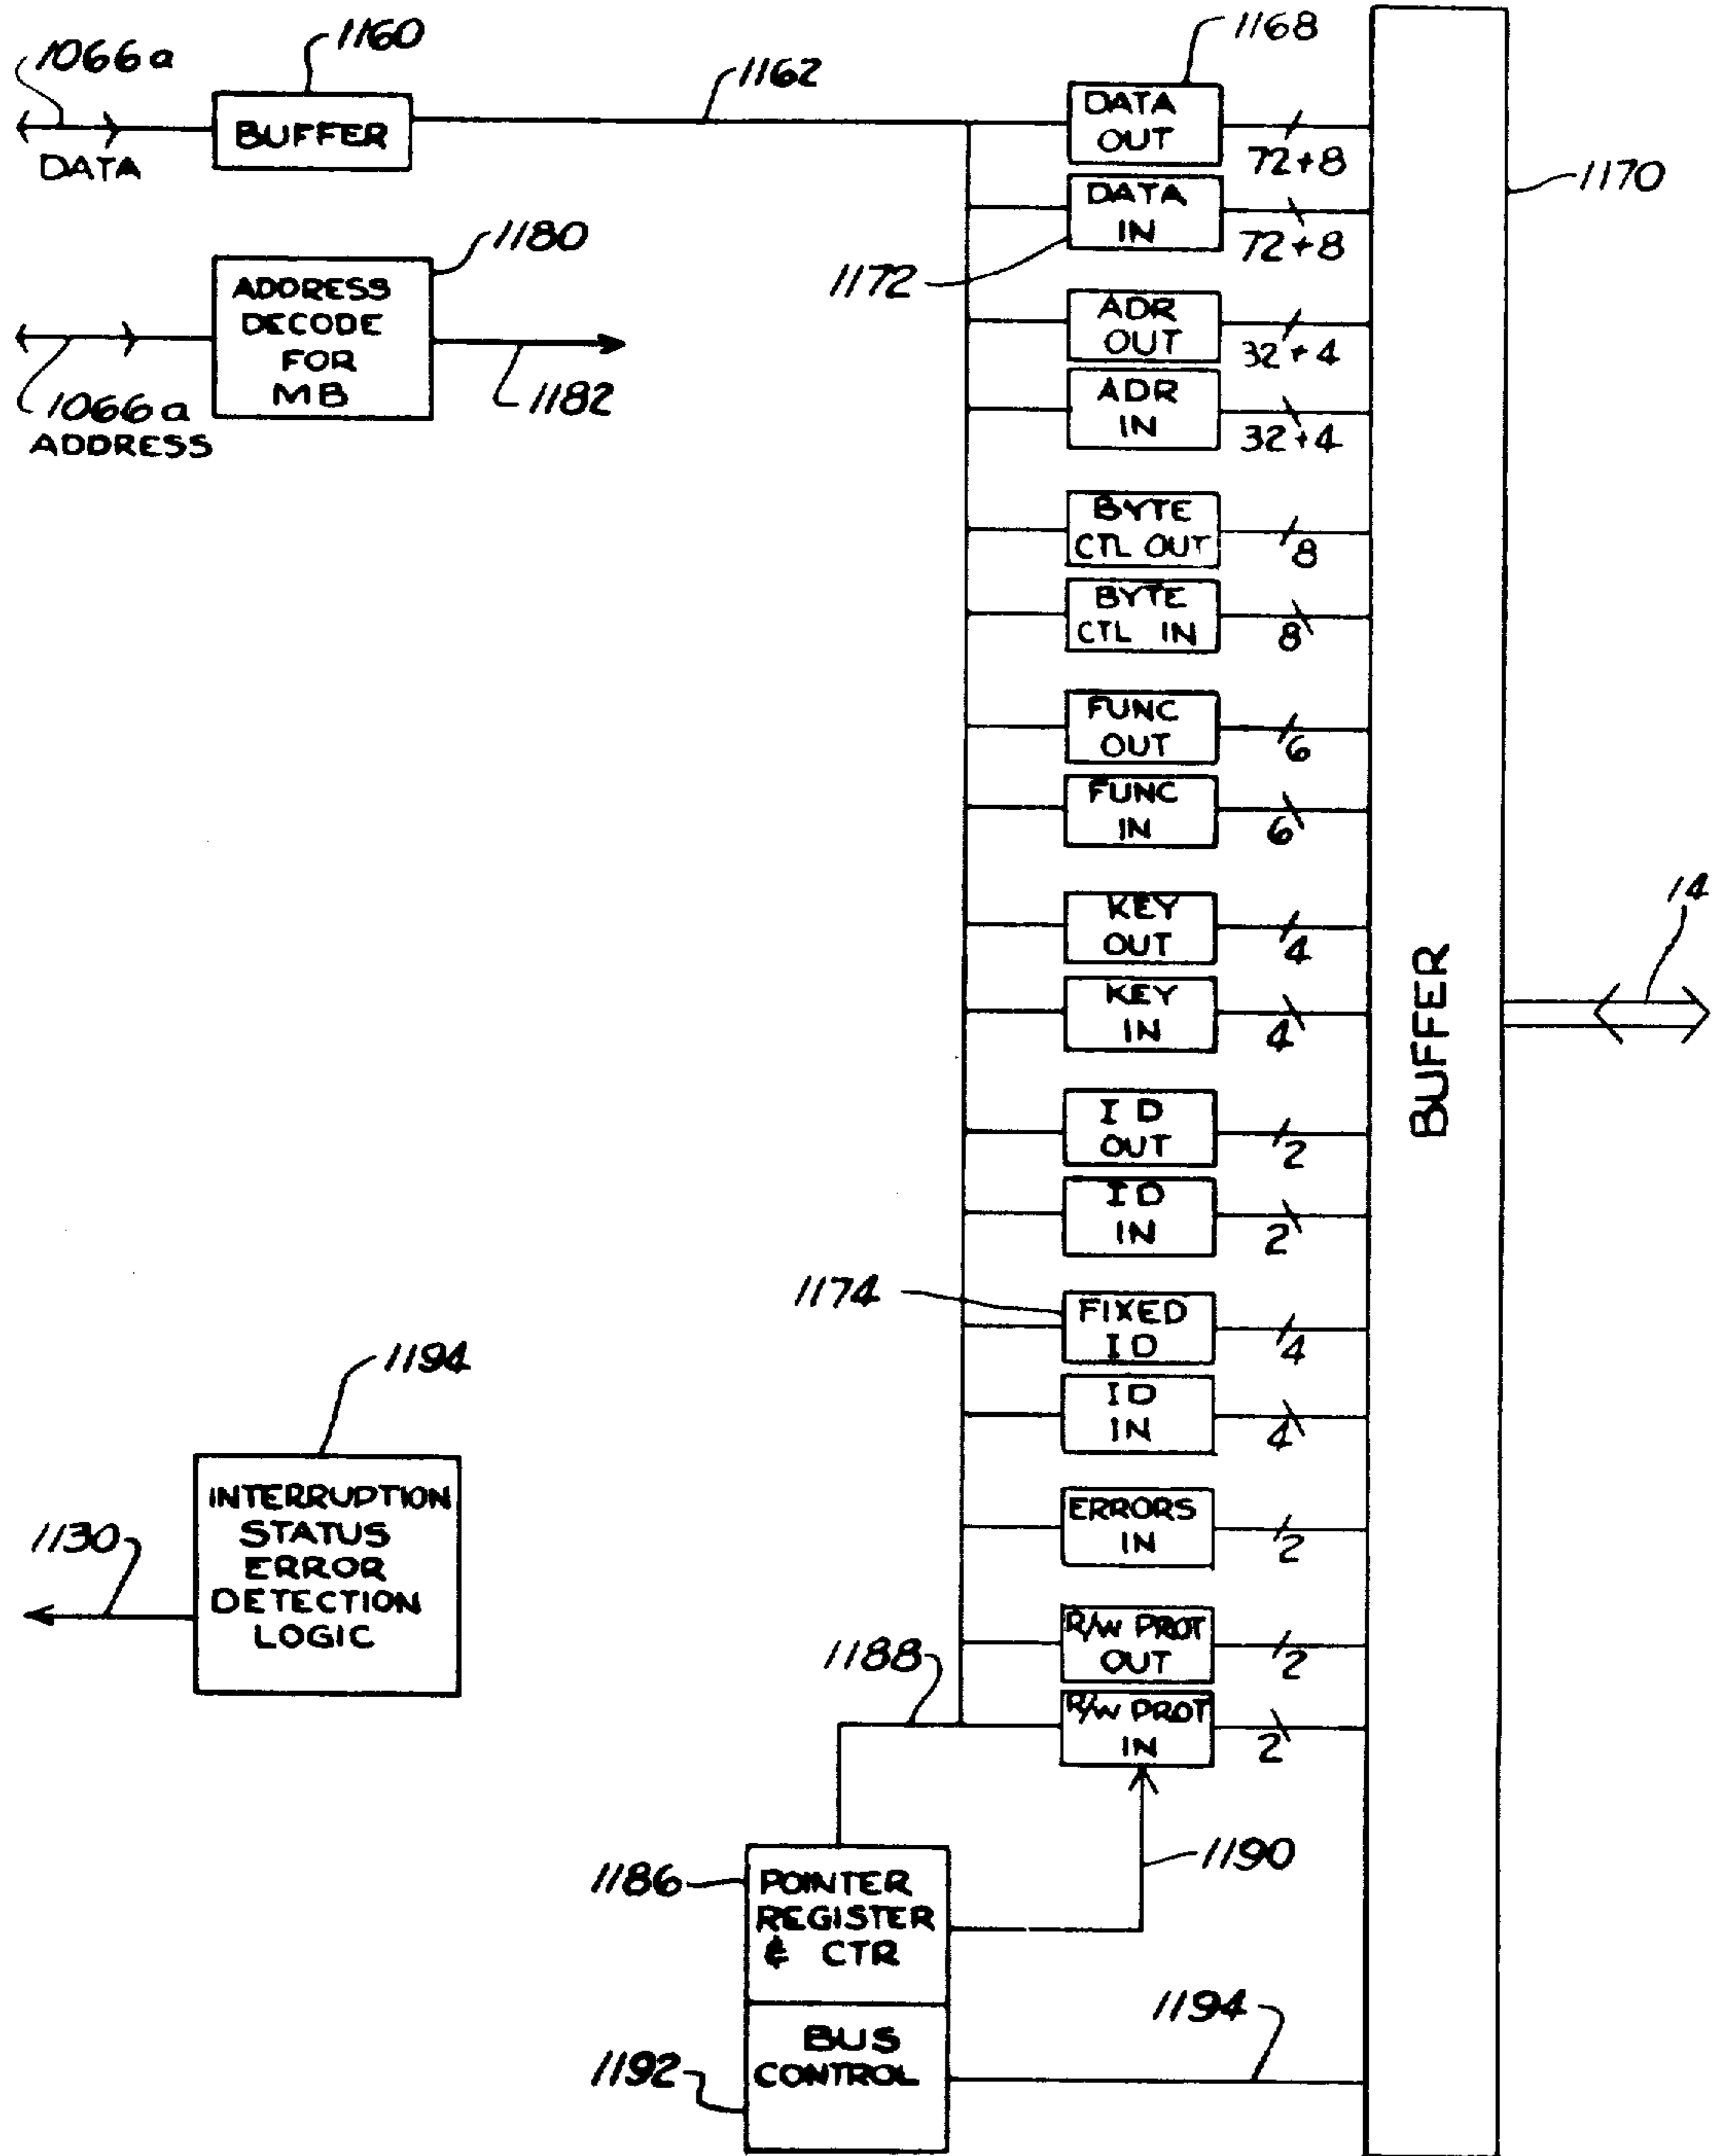 1066a
DATA
1160
BUFFER
1162
1168
DATA
OUT
72+8
DATA
IN
72+8
1172
1170
1180
ADDRESS
DECODE
FOR
MB
1066a
ADDRESS
1182
ADR
OUT
32+4
ADR
IN
32+4
BYTE
CTL OUT
8
BYTE
CTL IN
8
FUNC
OUT
6
FUNC
IN
6
KEY
OUT
4
KEY
IN
4
14
BUFFER
ID
OUT
2
ID
IN
2
1174
FIXED
ID
4
ID
IN
4
1194
INTERRUPTION
STATUS
ERROR
DETECTION
LOGIC
1130
ERRORS
IN
2
R/W PROT
OUT
2
1188
R/W PROT
IN
2
1190
1186
POINTER
REGISTER
& CTR
1194
1192
BUS
CONTROL